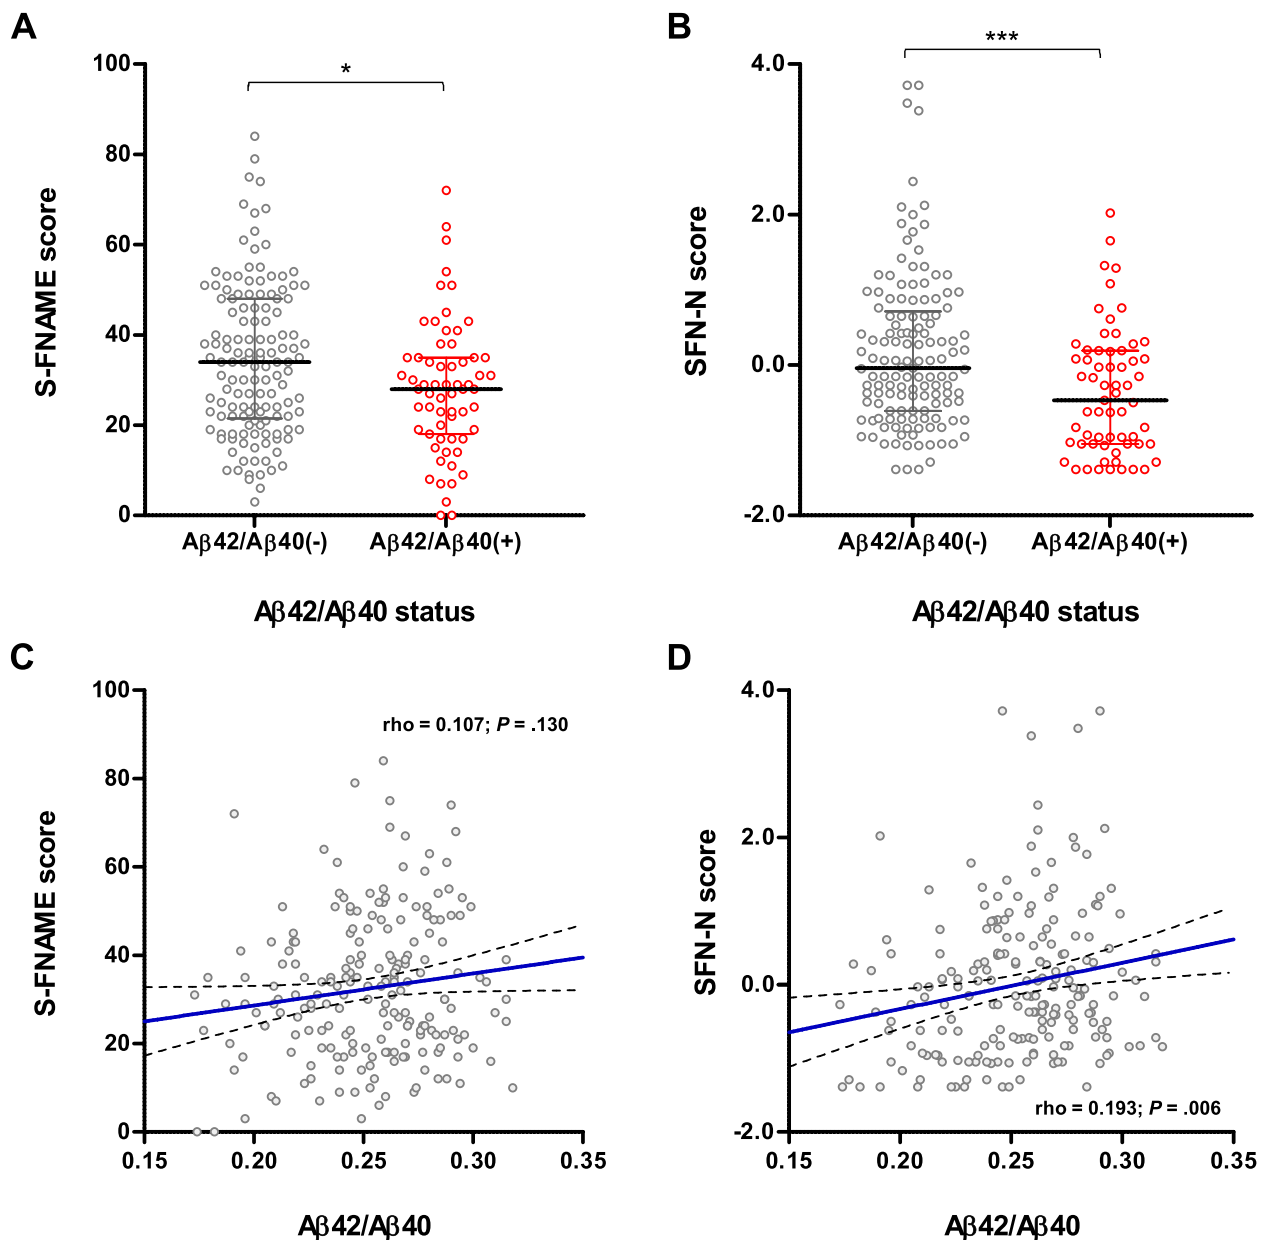 A
S-FNAME score
100
80
60
40
20
0
*
Aβ42/Aβ40(-)
Aβ42/Aβ40(+)
Aβ42/Aβ40 status
B
SFN-N score
4.0
2.0
0.0
-2.0
***
Aβ42/Aβ40(-)
Aβ42/Aβ40(+)
Aβ42/Aβ40 status
C
S-FNAME score
100
80
60
40
20
0
rho = 0.107; P = .130
0.15 0.20 0.25 0.30 0.35
Aβ42/Aβ40
D
SFN-N score
4.0
2.0
0.0
-2.0
rho = 0.193; P = .006
0.15 0.20 0.25 0.30 0.35
Aβ42/Aβ40